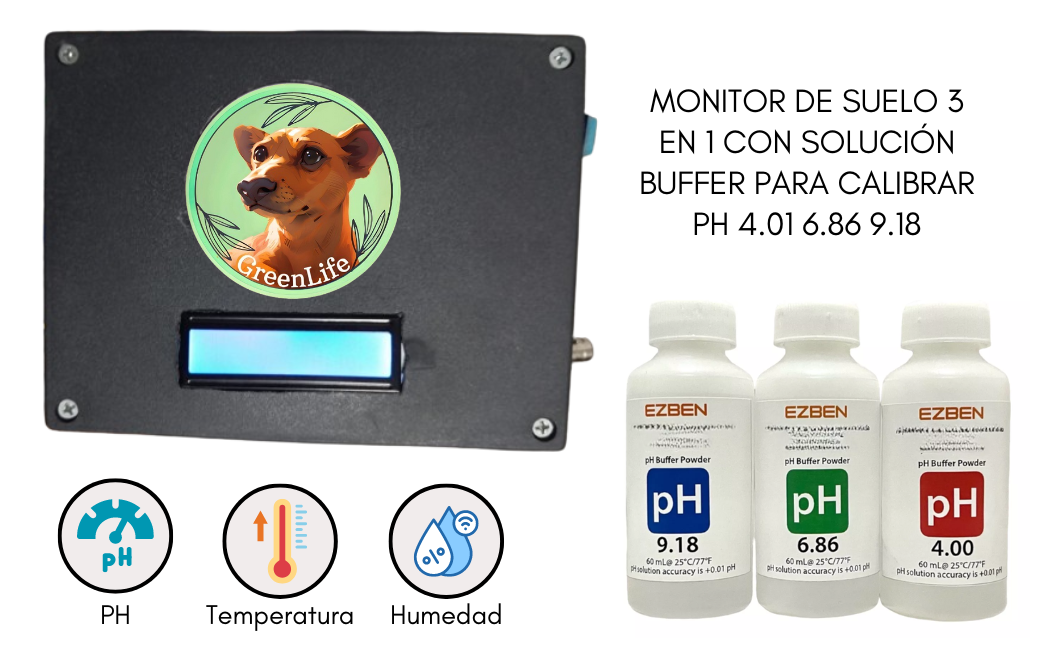 GreenLife
MONITOR DE SUELO 3
EN 1 CON SOLUCIÓN
BUFFER PARA CALIBRAR
PH 4.01 6.86 9.18
EZBEN
pH Buffer Powder
pH
9.18
60 mL@ 25°C/77°F
pH solution accuracy is +0.01 pH
EZBEN
pH Buffer Powder
pH
6.86
60 mL@ 25°C/77°F
pH solution accuracy is +0.01 pH
EZBEN
pH Buffer Powder
pH
4.00
60 mL@ 25°C/77°F
pH solution accuracy is +0.01 pH
pH
%
PH
Temperatura
Humedad